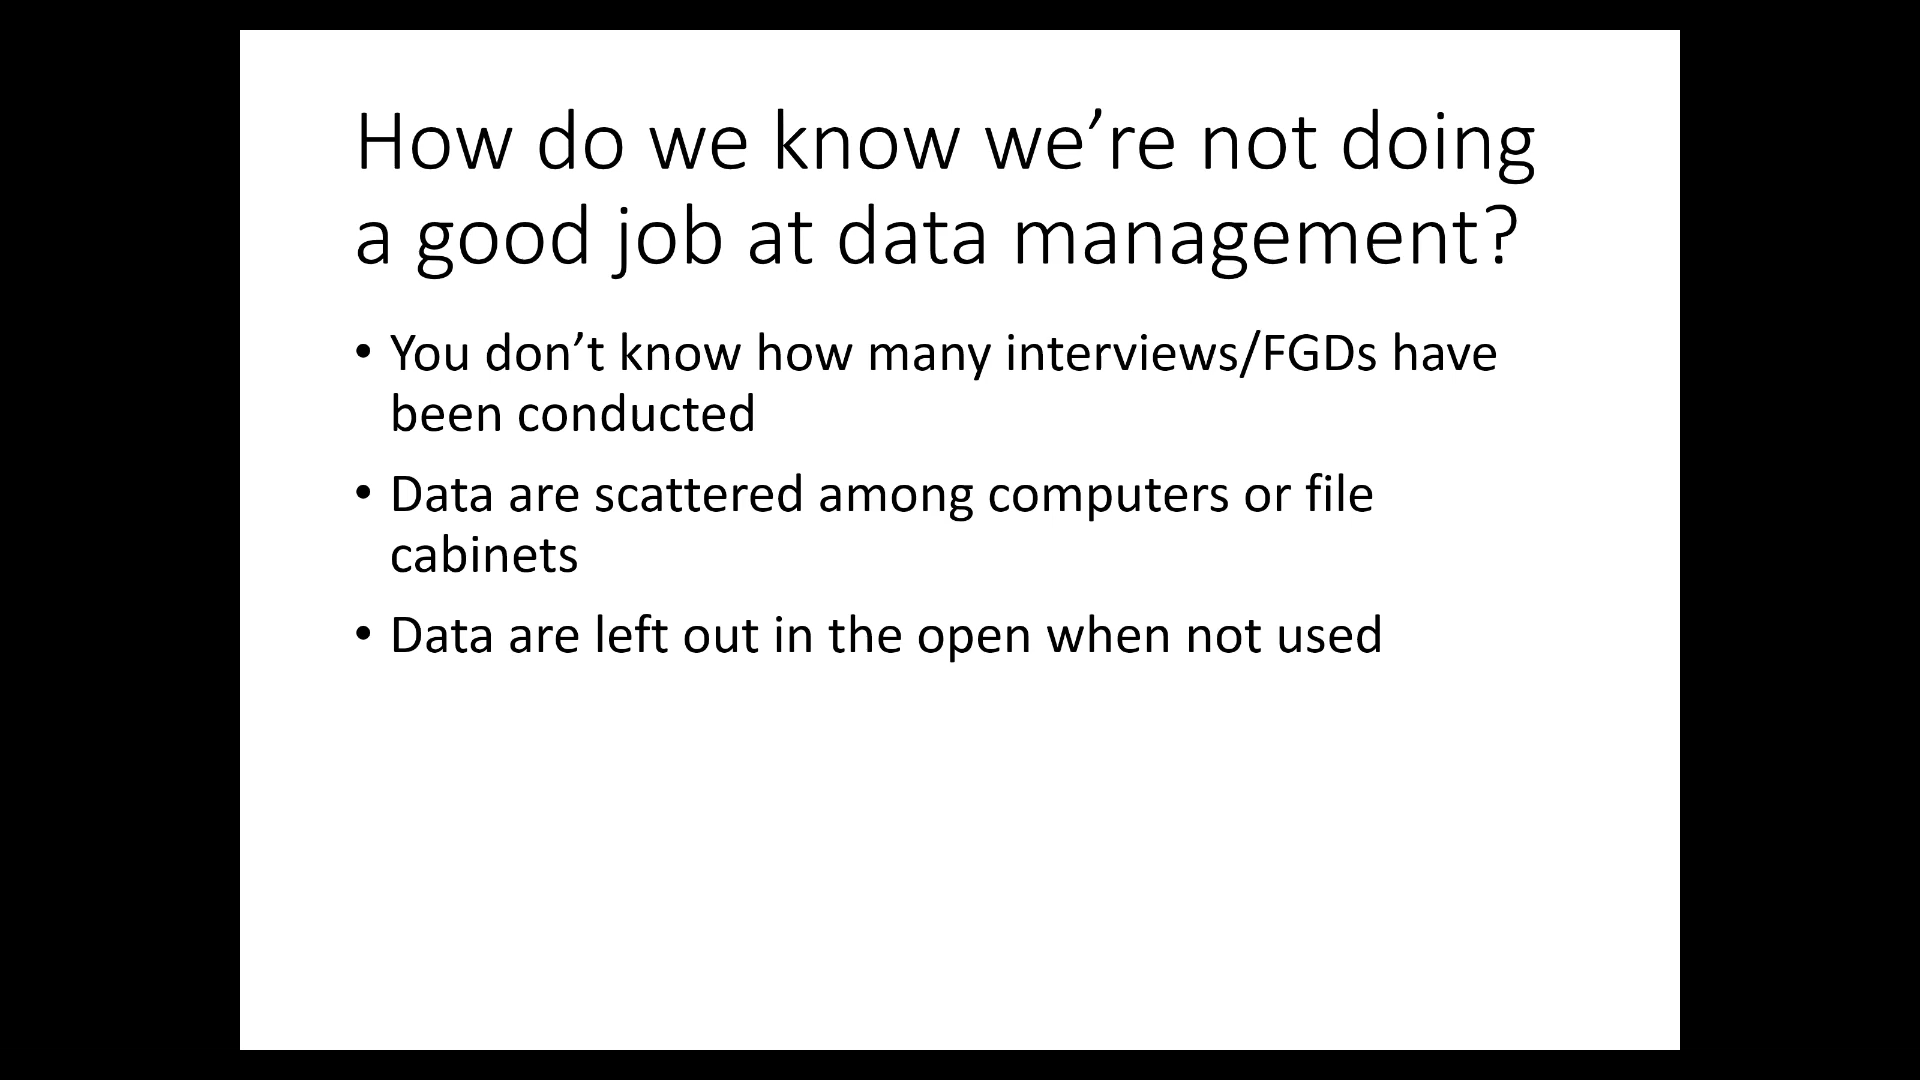 How do we know we’re not doing
a good job at data management?
• You don’t know how many interviews/FGDs have
been conducted
• Data are scattered among computers or file
cabinets
• Data are left out in the open when not used